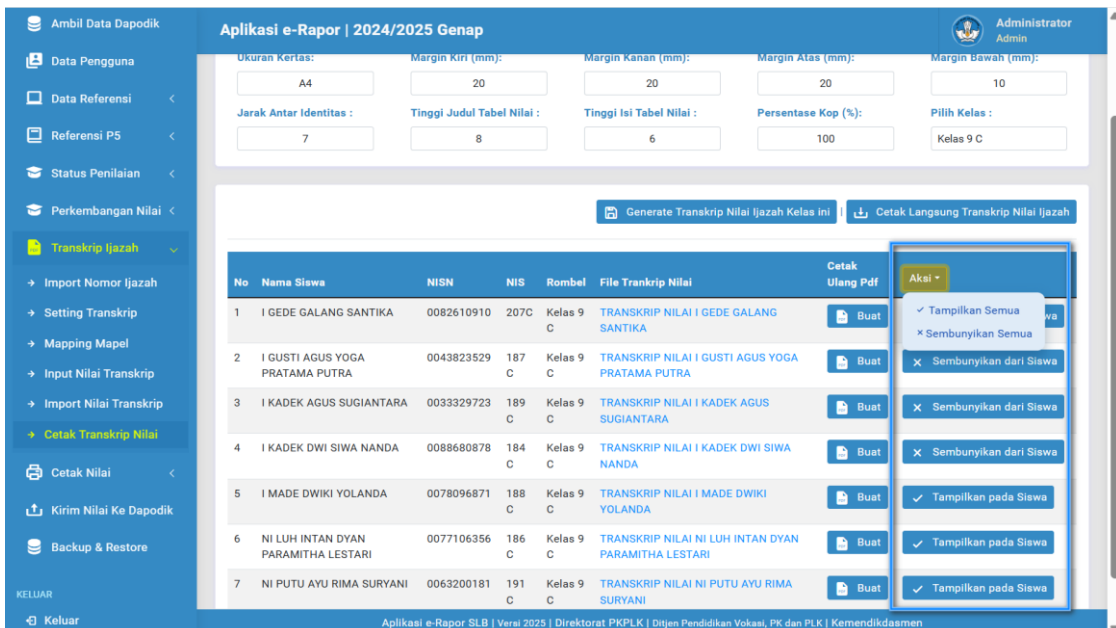 Ambil Data Dapodik
Data Pengguna
Data Referensi
Referensi P5
Status Penilaian
Perkembangan Nilai
Transkrip Ijazah
Import Nomor Ijazah
Setting Transkrip
Mapping Mapel
Input Nilai Transkrip
Import Nilai Transkrip
Cetak Transkrip Nilai
Cetak Nilai
Kirim Nilai Ke Dapodik
Backup & Restore
KELUAR
Keluar
Aplikasi e-Rapor | 2024/2025 Genap
Administrator
Admin
Ukuran Kertas: Margin Kiri (mm): Margin Kanan (mm): Margin Atas (mm): Margin Bawah (mm):
A4 20 20 20 10
Jarak Antar Identitas : Tinggi Judul Tabel Nilai : Tinggi Isi Tabel Nilai : Persentase Kop (%): Pilih Kelas :
7 8 6 100 Kelas 9 C
Generate Transkrip Nilai Ijazah Kelas ini | Cetak Langsung Transkrip Nilai Ijazah
Cetak
No Nama Siswa NISN NIS Rombel File Trankrip Nilai Ulang Pdf Aksi
Tampilkan Semua
Sembunyikan Semua
1 I GEDE GALANG SANTIKA 0082610910 207C Kelas 9 TRANSKRIP NILAI I GEDE GALANG Buat wa
C SANTIKA
2 I GUSTI AGUS YOGA 0043823529 187 Kelas 9 TRANSKRIP NILAI I GUSTI AGUS YOGA Buat Sembunyikan dari Siswa
PRATAMA PUTRA C C PRATAMA PUTRA
3 I KADEK AGUS SUGIANTARA 0033329723 189 Kelas 9 TRANSKRIP NILAI I KADEK AGUS Buat Sembunyikan dari Siswa
C C SUGIANTARA
4 I KADEK DWI SIWA NANDA 0088680878 184 Kelas 9 TRANSKRIP NILAI I KADEK DWI SIWA Buat Sembunyikan dari Siswa
C C NANDA
5 I MADE DWIKI YOLANDA 0078096871 188 Kelas 9 TRANSKRIP NILAI I MADE DWIKI Buat Tampilkan pada Siswa
C C YOLANDA
6 NI LUH INTAN DYAN 0077106356 186 Kelas 9 TRANSKRIP NILAI NI LUH INTAN DYAN Buat Tampilkan pada Siswa
PARAMITHA LESTARI C C PARAMITHA LESTARI
7 NI PUTU AYU RIMA SURYANI 0063200181 191 Kelas 9 TRANSKRIP NILAI NI PUTU AYU RIMA Buat Tampilkan pada Siswa
C C SURYANI
Aplikasi e-Rapor SLB | Versi 2025 | Direktorat PKPLK | Ditjen Pendidikan Vokasi, PK dan PLK | Kemendikdasmen